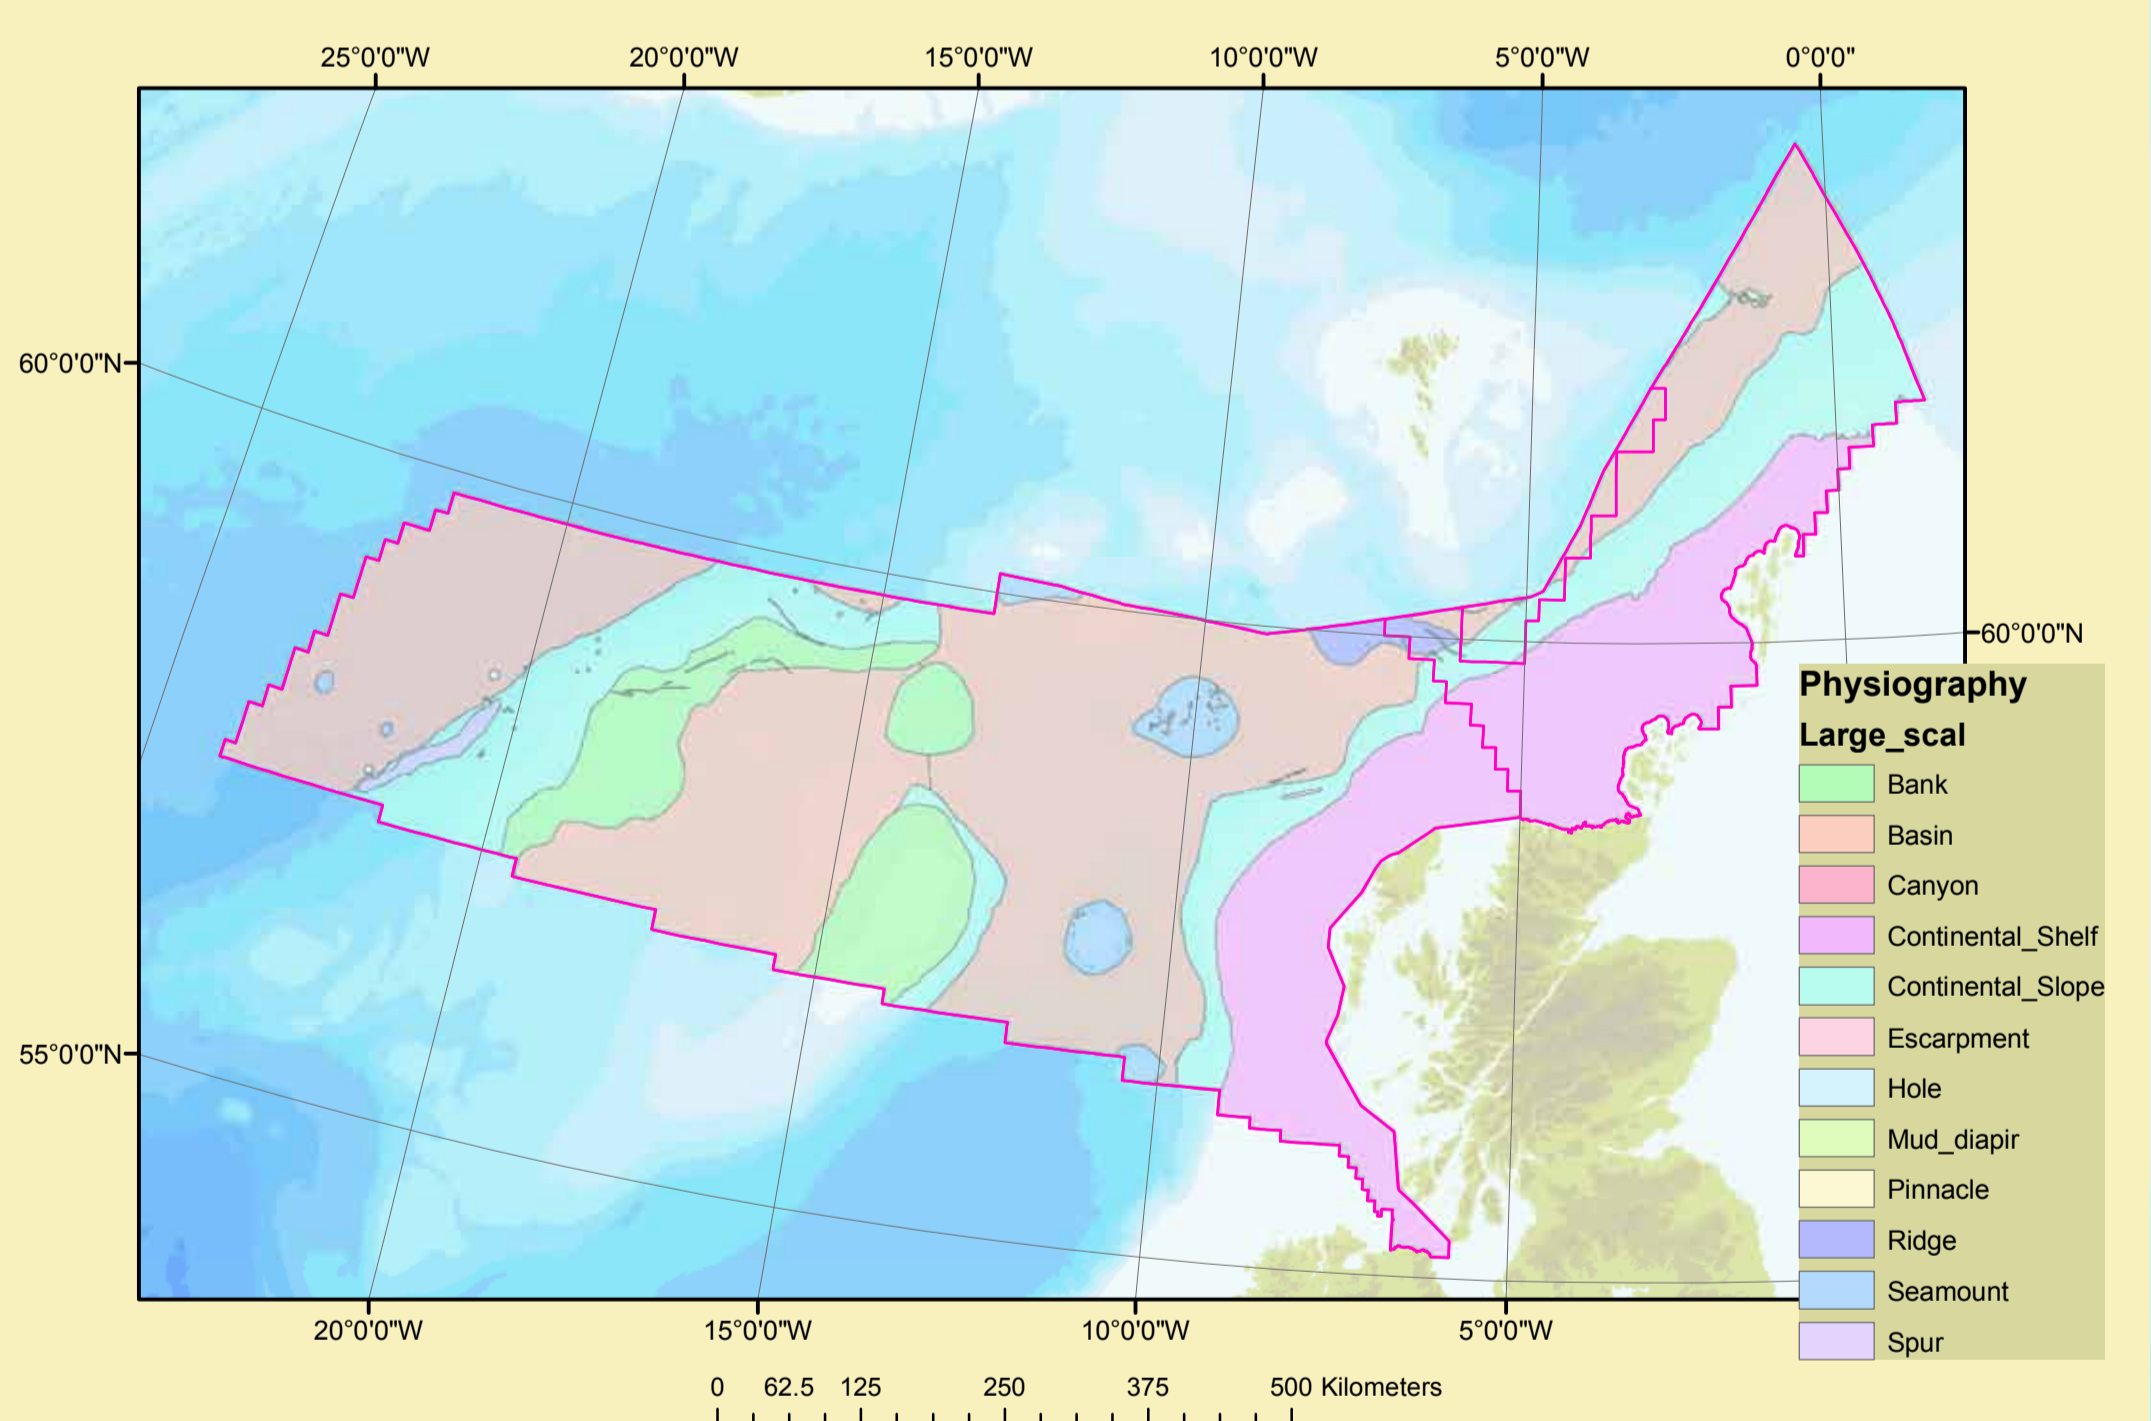 25°0'0"W 20°0'0"W 15°0'0"W 10°0'0"W 5°0'0"W 0°0'0"
60°0'0"N
60°0'0"N
Physiography
Large_scal
Bank
Basin
Canyon
Continental_Shelf
Continental_Slope
Escarpment
Hole
Mud_diapir
Pinnacle
Ridge
Seamount
Spur
55°0'0"N
20°0'0"W 15°0'0"W 10°0'0"W 5°0'0"W
0 62.5 125 250 375 500 Kilometers